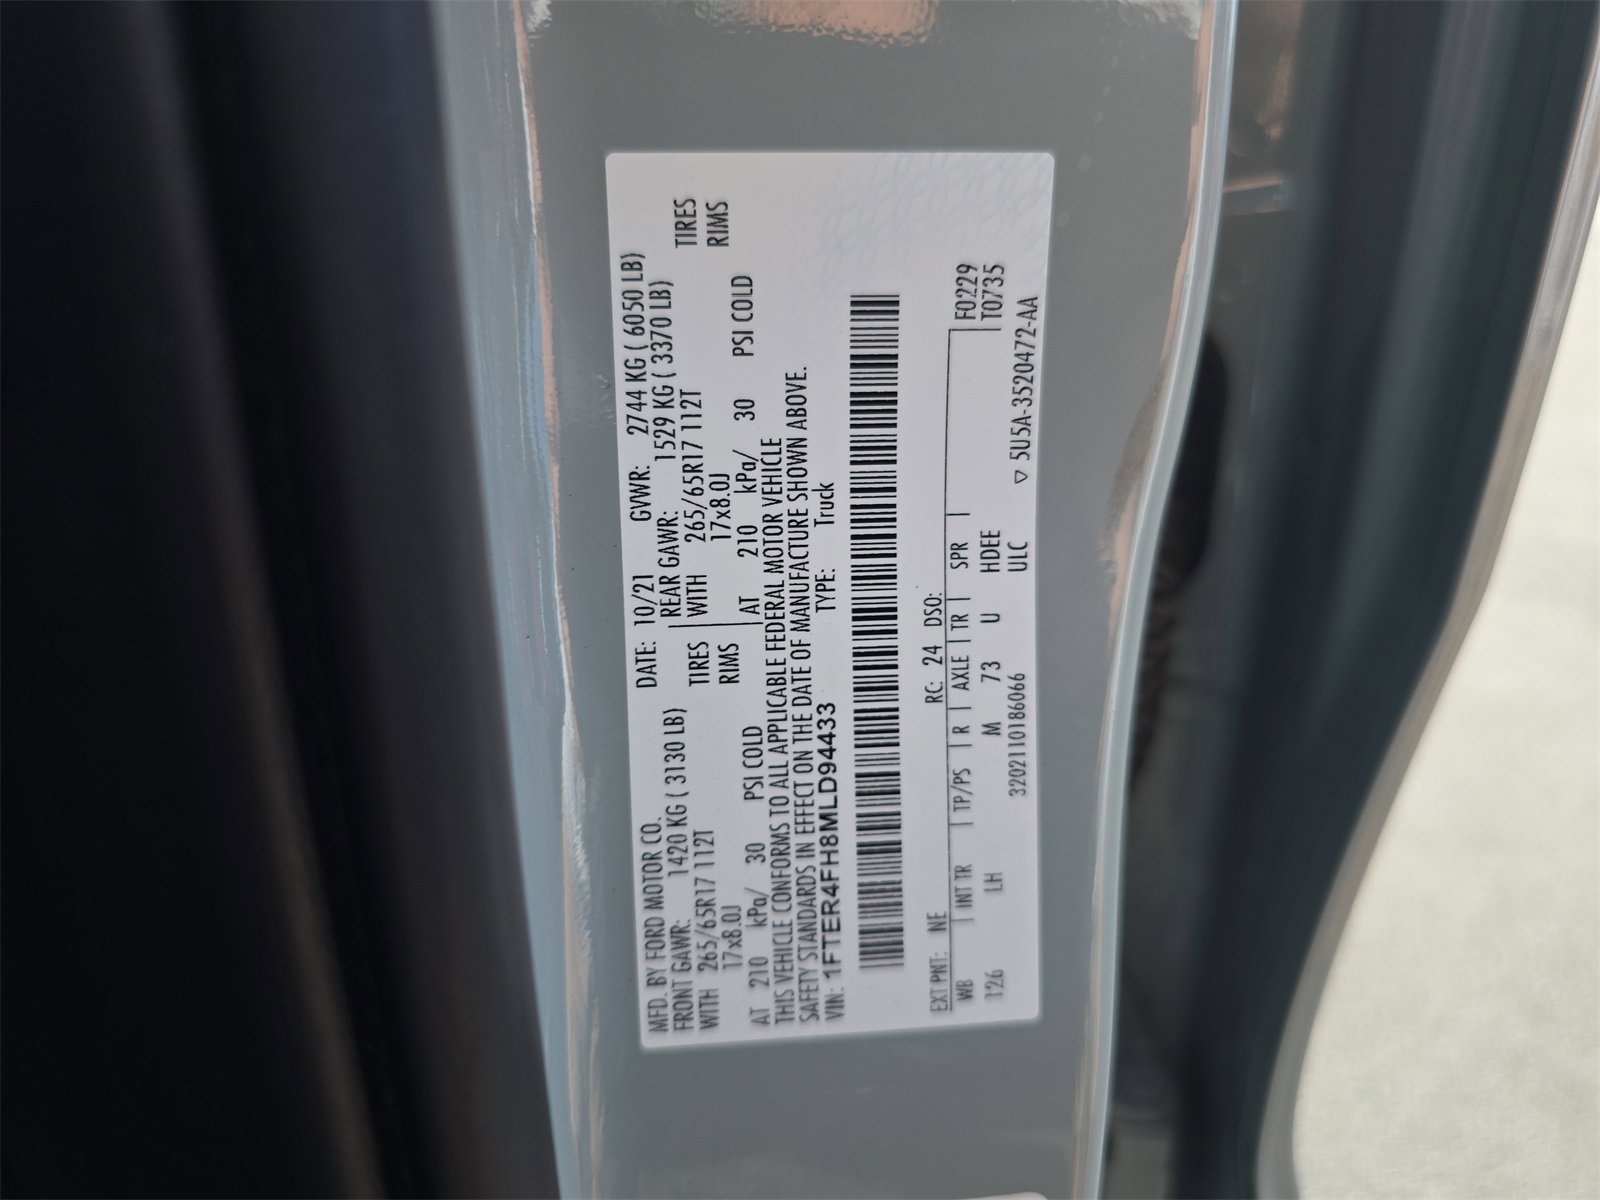 MFD. BY FORD MOTOR CO. DATE: 10/21 GVWR: 2744 KG ( 6050 LB)
FRONT GAWR: 1420 KG ( 3130 LB) REAR GAWR: 1529 KG ( 3370 LB)
WITH 265/65R17 112T TIRES WITH 265/65R17 112T TIRES
17x8.0J RIMS 17x8.0J RIMS
AT 210 kPa/ 30 PSI COLD AT 210 kPa/ 30 PSI COLD
THIS VEHICLE CONFORMS TO ALL APPLICABLE FEDERAL MOTOR VEHICLE
SAFETY STANDARDS IN EFFECT ON THE DATE OF MANUFACTURE SHOWN ABOVE.
VIN: 1FTER4FH8MLD94433 TYPE: Truck
EXT PNT: NE RC: 24 DSO: F0229
WB INT TR TP/PS R AXLE TR SPR T0735
126 LH M 73 U HDEE
32021101186066 ULC ▽ 5U5A-3520472-AA